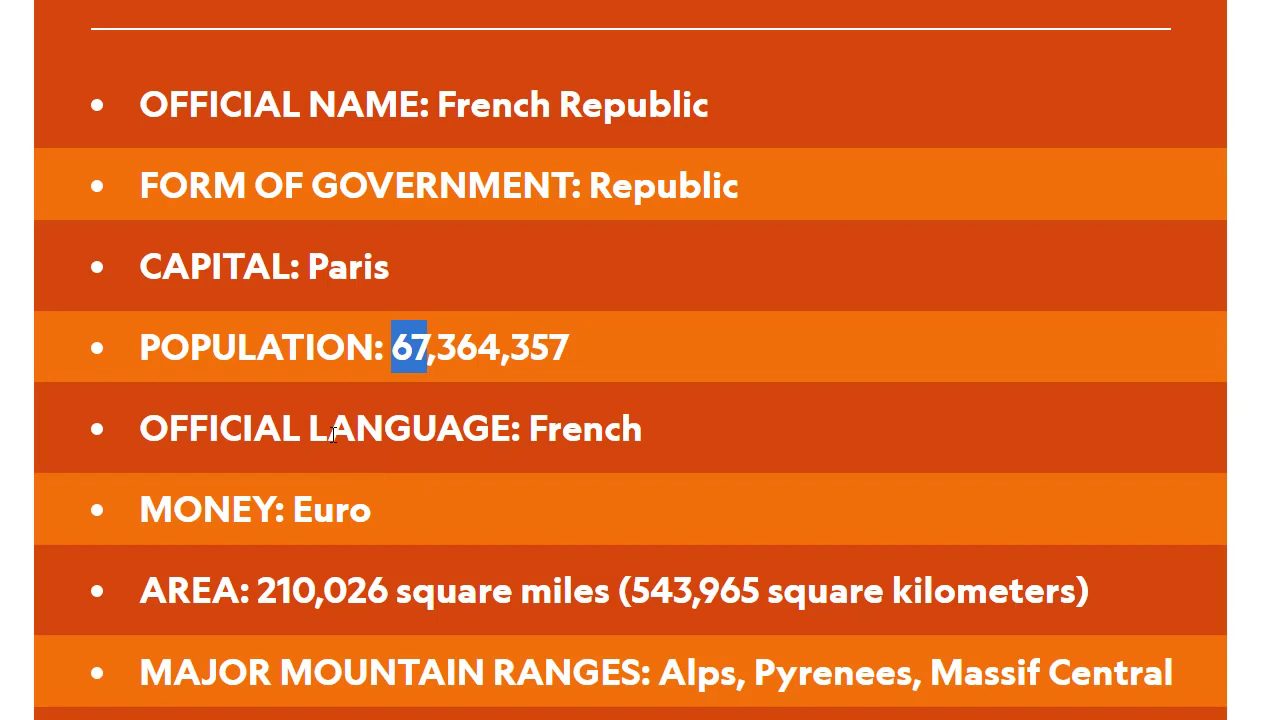 • OFFICIAL NAME: French Republic
• FORM OF GOVERNMENT: Republic
• CAPITAL: Paris
• POPULATION: 67,364,357
• OFFICIAL LANGUAGE: French
• MONEY: Euro
• AREA: 210,026 square miles (543,965 square kilometers)
• MAJOR MOUNTAIN RANGES: Alps, Pyrenees, Massif Central